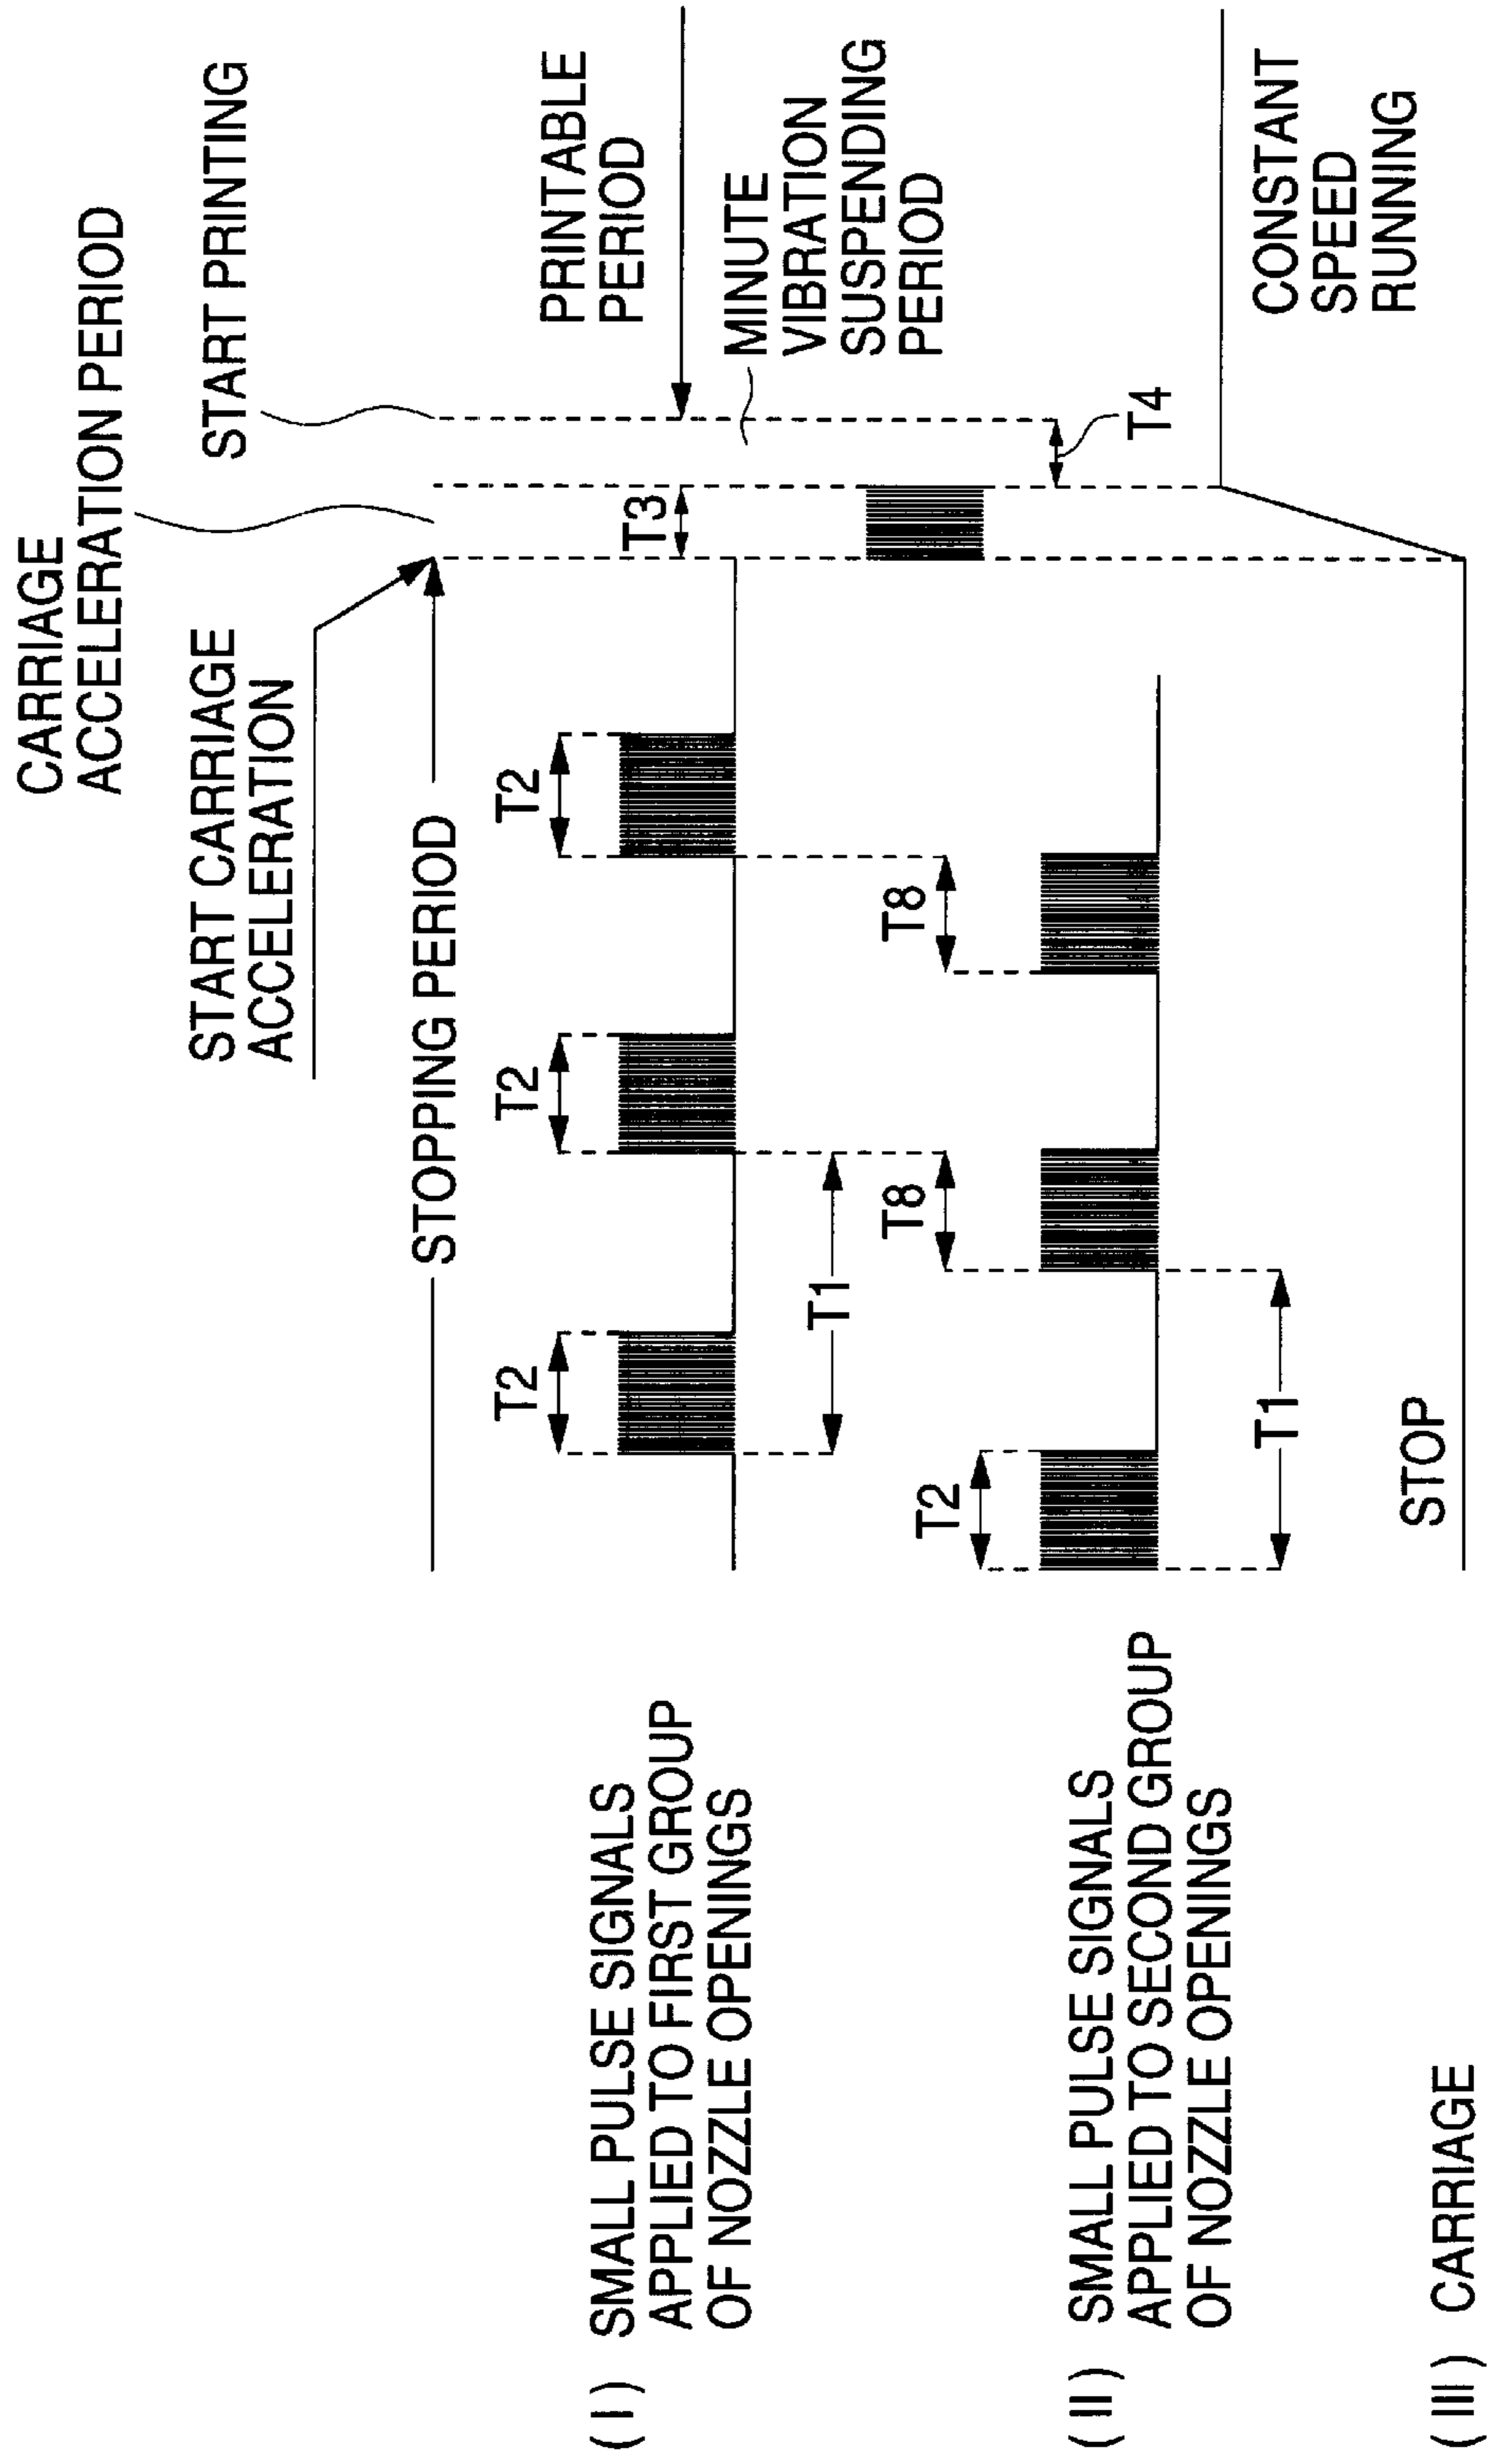 CARRIAGE
ACCELERATION PERIOD
START PRINTING
START CARRIAGE
ACCELERATION
STOPPING PERIOD
PRINTABLE
PERIOD
( I ) SMALL PULSE SIGNALS
APPLIED TO FIRST GROUP
OF NOZZLE OPENINGS
T2
T2
T2
T3
MINUTE
VIBRATION
SUSPENDING
PERIOD
T1
T8
T8
T2
( II ) SMALL PULSE SIGNALS
APPLIED TO SECOND GROUP
OF NOZZLE OPENINGS
T4
T1
CONSTANT
SPEED
RUNNING
( III ) CARRIAGE
STOP